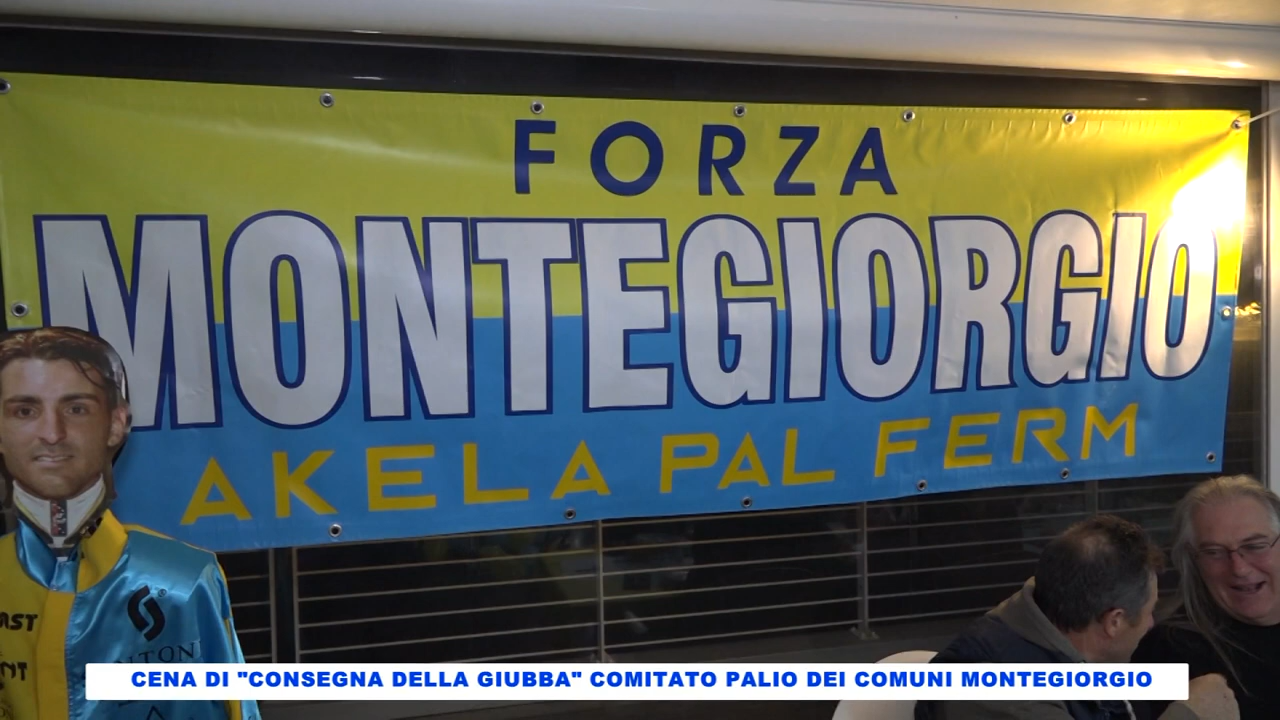 FORZA
MONTEGIORGIO
AKELA PAL FERM
CENA DI "CONSEGNA DELLA GIUBBA" COMITATO PALIO DEI COMUNI MONTEGIORGIO